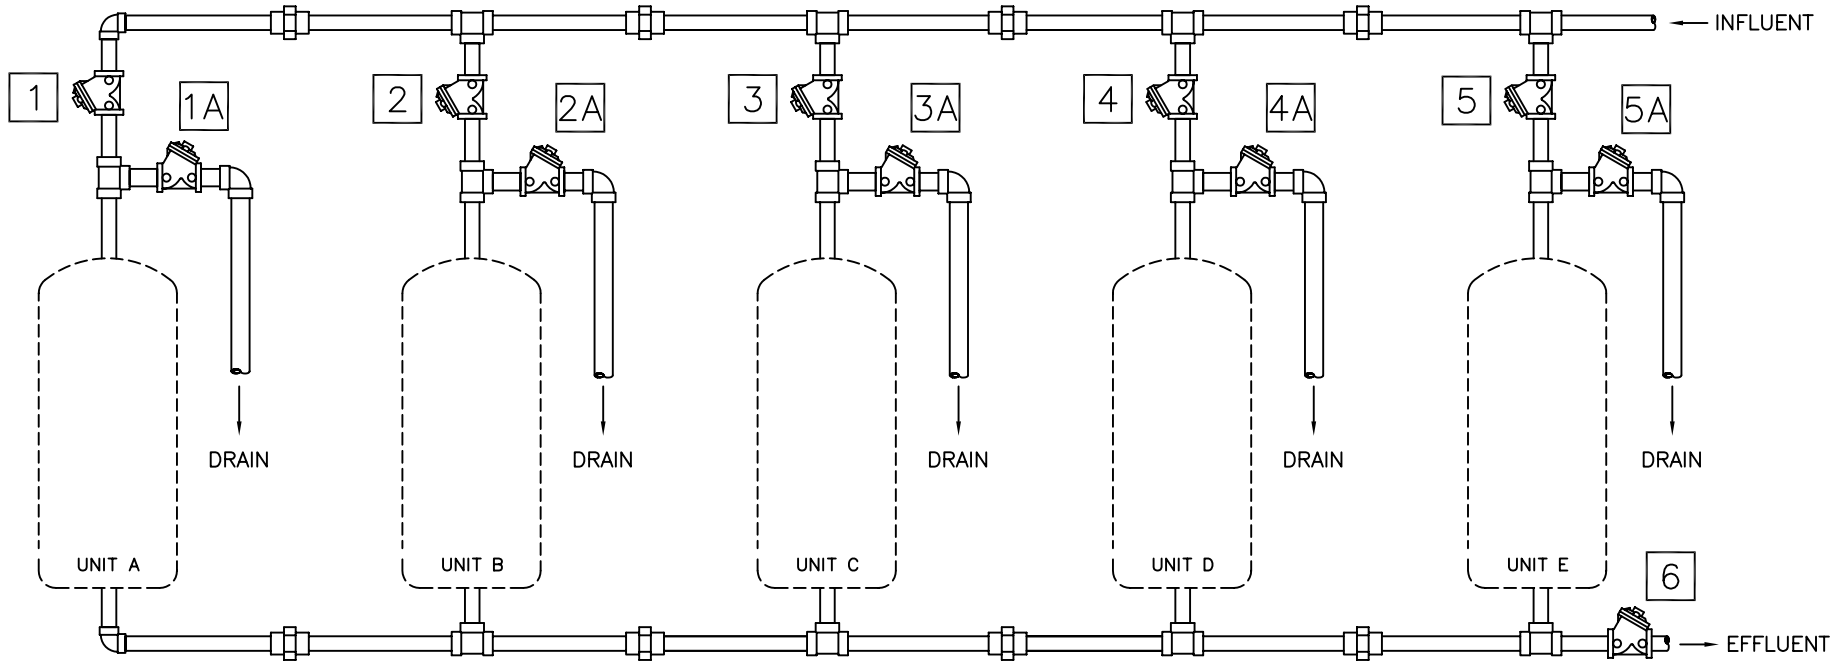 INFLUENT
1
1A
2
2A
3
3A
4
4A
5
5A
DRAIN
DRAIN
DRAIN
DRAIN
DRAIN
UNIT A
UNIT B
UNIT C
UNIT D
UNIT E
6
EFFLUENT